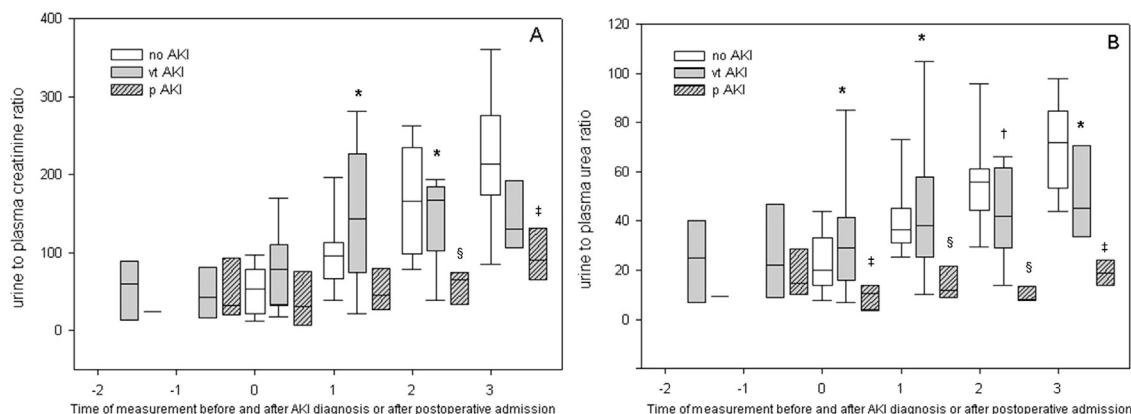 A
no AKI
vt AKI
p AKI
urine to plasma creatinine ratio
400
300
200
100
0
*
*
§
‡
-2 -1 0 1 2 3
Time of measurement before and after AKI diagnosis or after postoperative admission
B
no AKI
vt AKI
p AKI
urine to plasma urea ratio
120
100
80
60
40
20
0
*
*
†
*
‡
§
§
‡
-2 -1 0 1 2 3
Time of measurement before and after AKI diagnosis or after postoperative admission